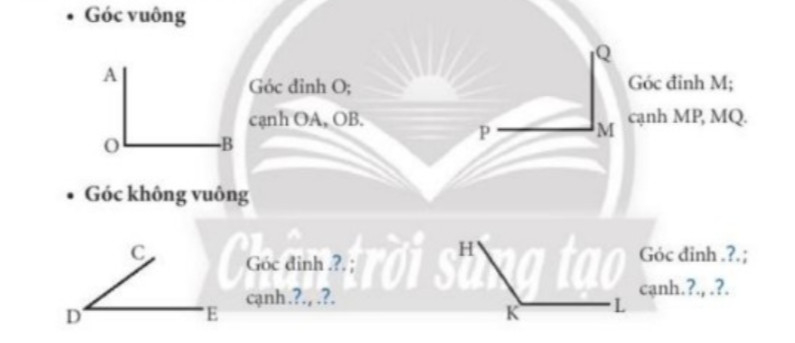 • Góc vuông
A
O
B
Góc đỉnh O;
cạnh OA, OB.
Q
P
M
Góc đỉnh M;
cạnh MP, MQ.
• Góc không vuông
Chân trời sáng tạo
C
D
E
Góc đỉnh .?.;
cạnh.?., .?.
H
K
L
Góc đỉnh .?.;
cạnh.?., .?.